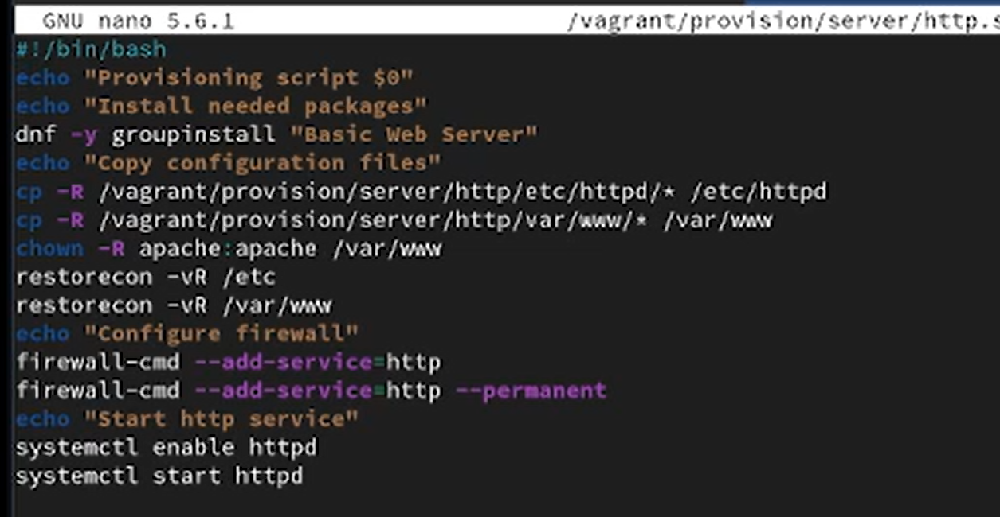 GNU nano 5.6.1 /vagrant/provision/server/http.s
#!/bin/bash
echo "Provisioning script $0"
echo "Install needed packages"
dnf -y groupinstall "Basic Web Server"
echo "Copy configuration files"
cp -R /vagrant/provision/server/http/etc/httpd/* /etc/httpd
cp -R /vagrant/provision/server/http/var/www/* /var/www
chown -R apache:apache /var/www
restorecon -vR /etc
restorecon -vR /var/www
echo "Configure firewall"
firewall-cmd --add-service=http
firewall-cmd --add-service=http --permanent
echo "Start http service"
systemctl enable httpd
systemctl start httpd